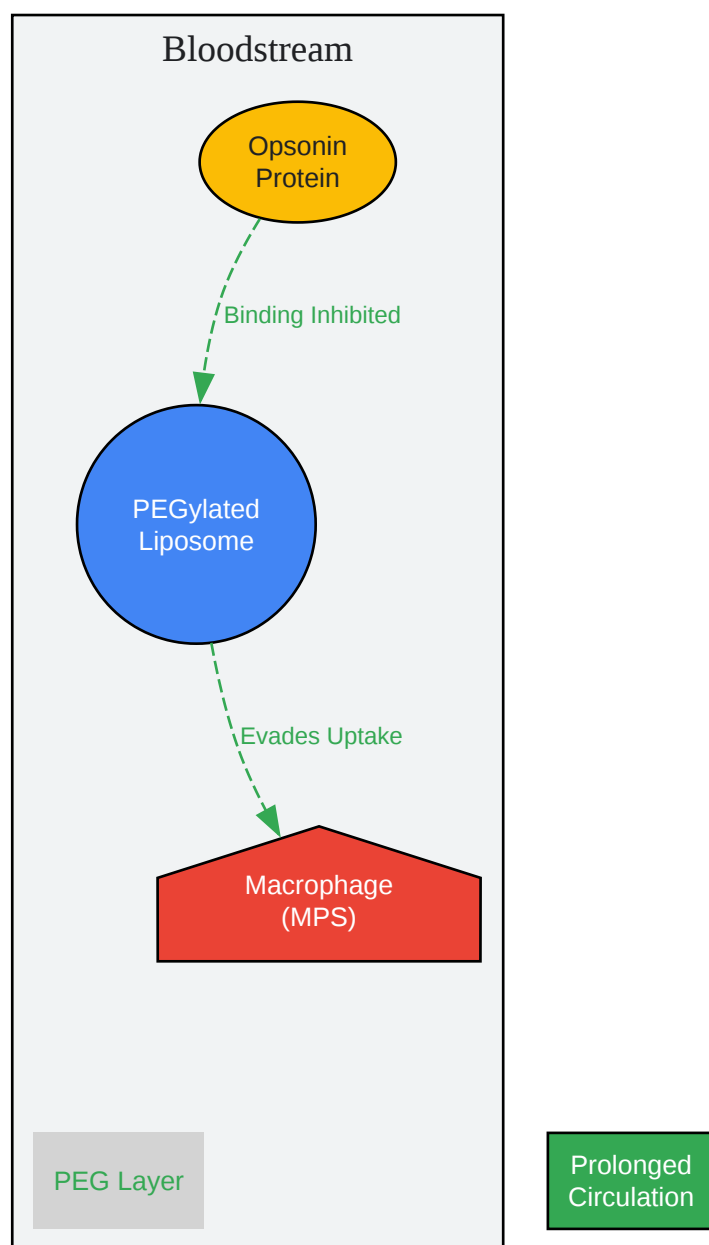 Bloodstream
Opsonin
Protein
Binding Inhibited
PEGylated
Liposome
Evades Uptake
Macrophage
(MPS)
PEG Layer
Prolonged
Circulation